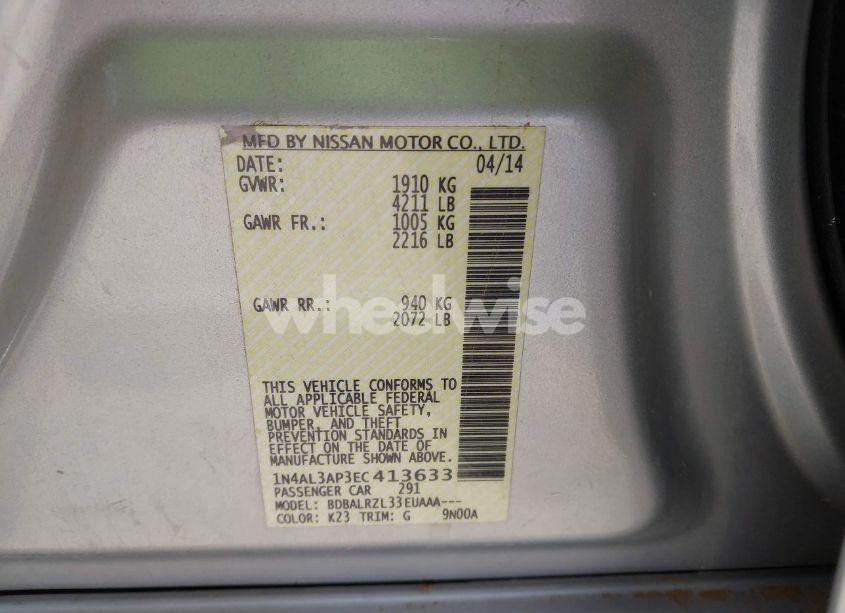 MFD BY NISSAN MOTOR CO., LTD.
DATE: 04/14
GVWR: 1910 KG
4211 LB
GAWR FR.: 1005 KG
2216 LB
GAWR RR.: 940 KG
2072 LB
wheelwise
THIS VEHICLE CONFORMS TO
ALL APPLICABLE FEDERAL
MOTOR VEHICLE SAFETY,
BUMPER, AND THEFT
PREVENTION STANDARDS IN
EFFECT ON THE DATE OF
MANUFACTURE SHOWN ABOVE.
1N4AL3AP3EC413633
PASSENGER CAR 291
MODEL: BDBALRZL33EUAAA---
COLOR: K23 TRIM: G 9N00A